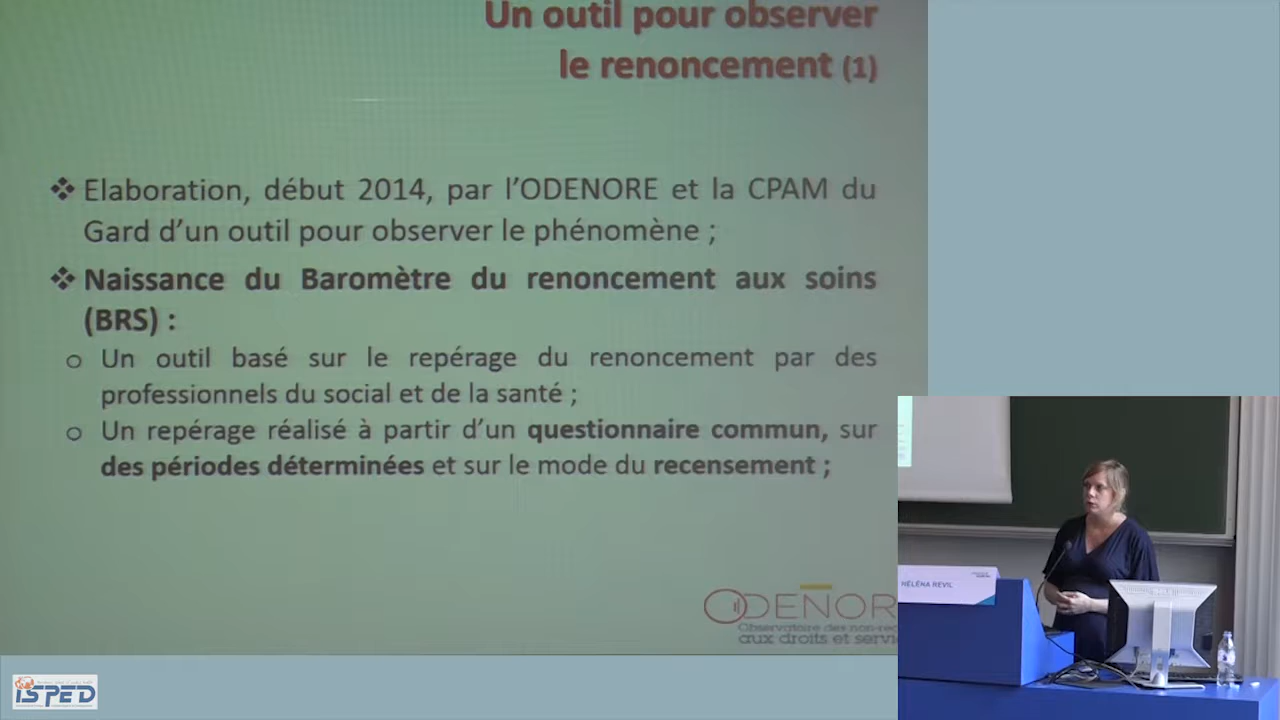 Un outil pour observer
le renoncement (1)
❖ Elaboration, début 2014, par l'ODENORE et la CPAM du
Gard d'un outil pour observer le phénomène ;
❖ Naissance du Baromètre du renoncement aux soins
(BRS) :
o Un outil basé sur le repérage du renoncement par des
professionnels du social et de la santé ;
o Un repérage réalisé à partir d'un questionnaire commun, sur
des périodes déterminées et sur le mode du recensement ;
ODENOR
Observatoire des non-rec
aux droits et servi
HÉLÉNA REVIL
ISPED